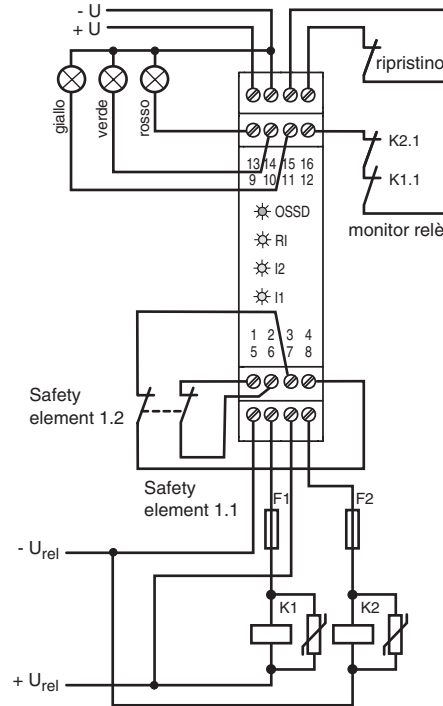 - U
+ U
giallo
verde
rosso
ripristino
K2.1
K1.1
monitor relè
13 14 15 16
9 10 11 12
OSSD
RI
I2
I1
1 2 3 4
5 6 7 8
Safety
element 1.2
Safety
element 1.1
F1
F2
- Urel
K1
K2
+ Urel